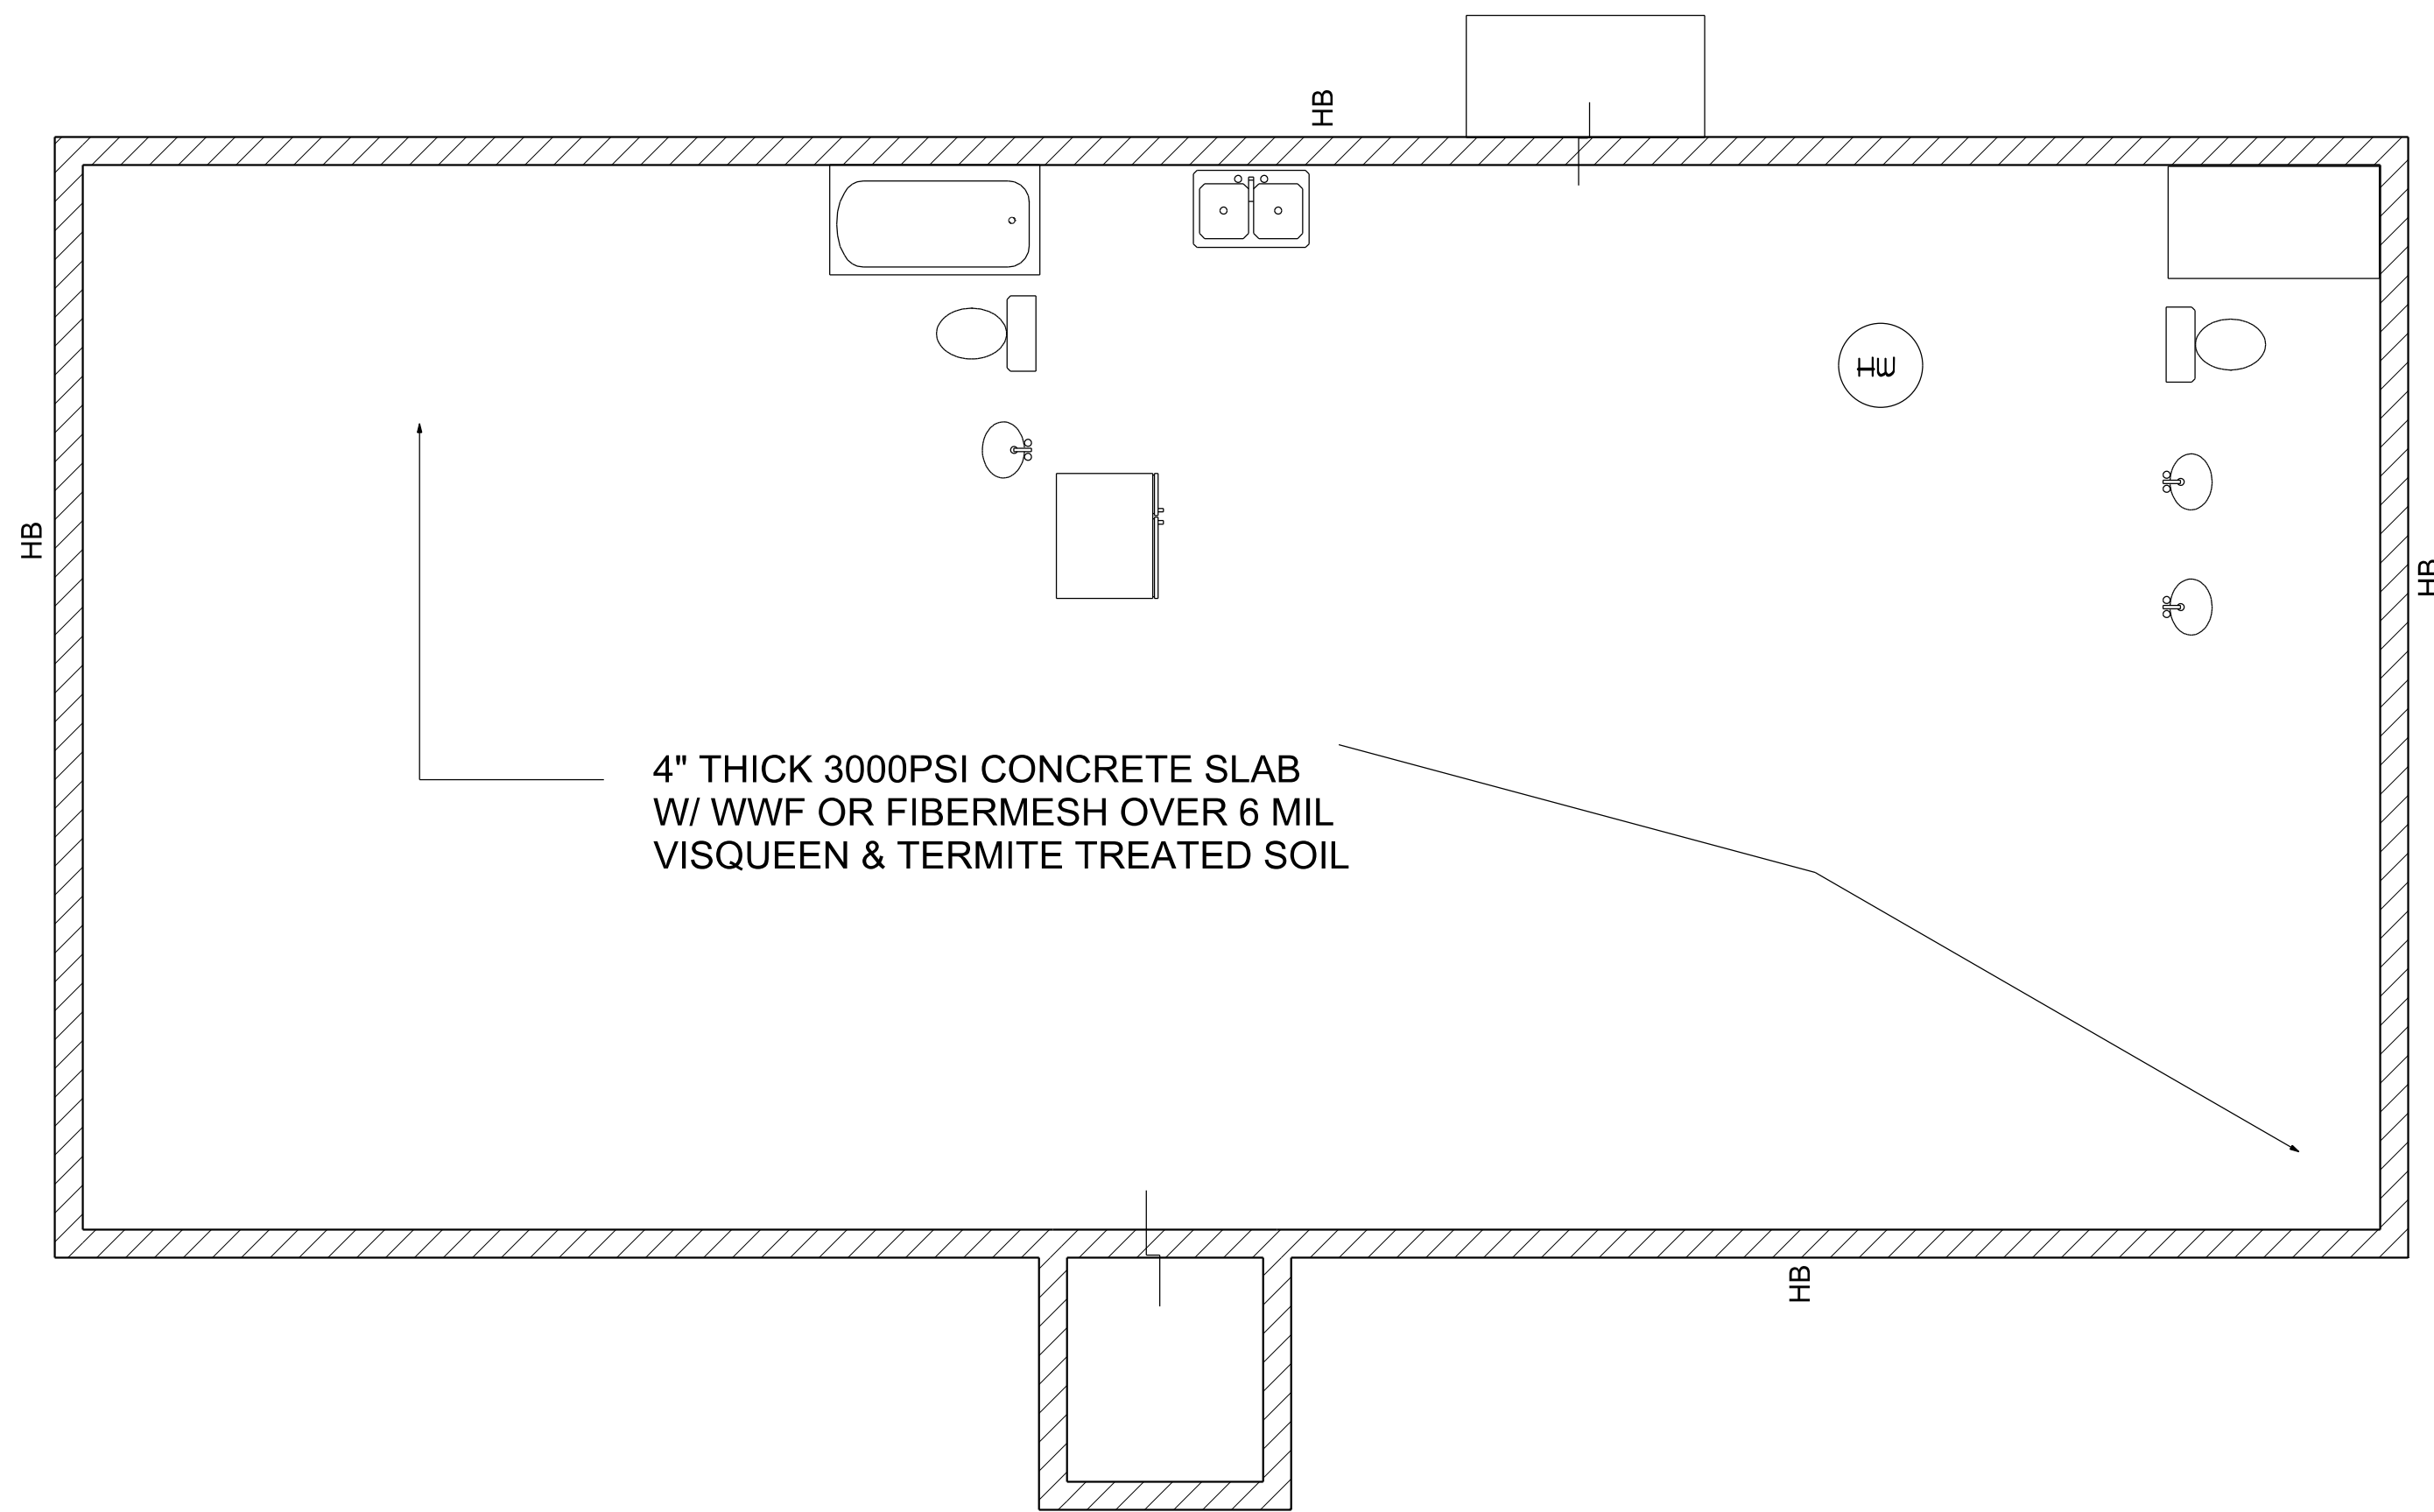 HB
HW
HB
HB
4" THICK 3000PSI CONCRETE SLAB
W/ WWF OR FIBERMESH OVER 6 MIL
VISQUEEN & TERMITE TREATED SOIL
HB